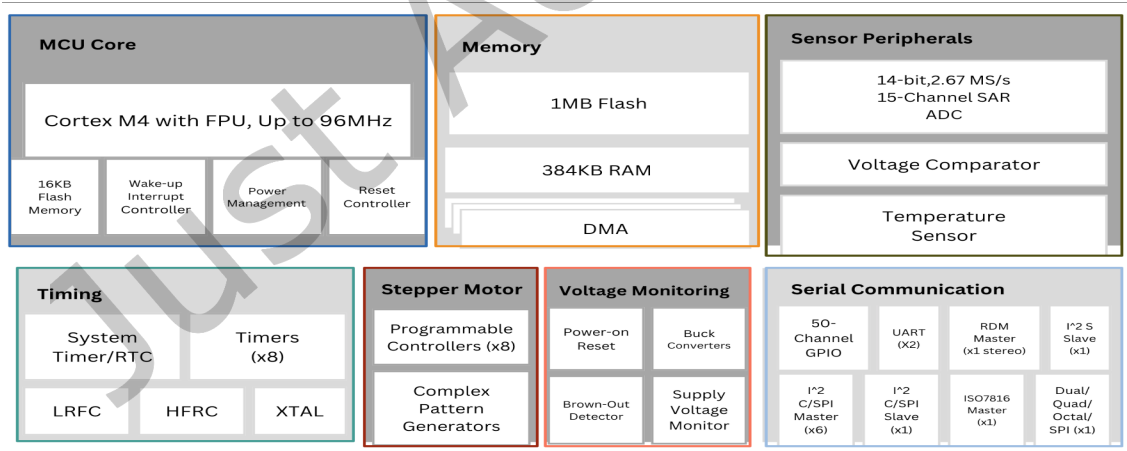 MCU Core
Cortex M4 with FPU, Up to 96MHz
16KB
Flash
Memory
Wake-up
Interrupt
Controller
Power
Management
Reset
Controller
Memory
1MB Flash
384KB RAM
DMA
Sensor Peripherals
14-bit,2.67 MS/s
15-Channel SAR
ADC
Voltage Comparator
Temperature
Sensor
Timing
System
Timer/RTC
Timers
(x8)
LRFC
HFRC
XTAL
Stepper Motor
Programmable
Controllers (x8)
Complex
Pattern
Generators
Voltage Monitoring
Power-on
Reset
Buck
Converters
Brown-Out
Detector
Supply
Voltage
Monitor
Serial Communication
50-
Channel
GPIO
UART
(X2)
RDM
Master
(x1 stereo)
I^2 S
Slave
(x1)
I^2
C/SPI
Master
(x6)
I^2
C/SPI
Slave
(x1)
ISO7816
Master
(x1)
Dual/
Quad/
Octal/
SPI (x1)
Just